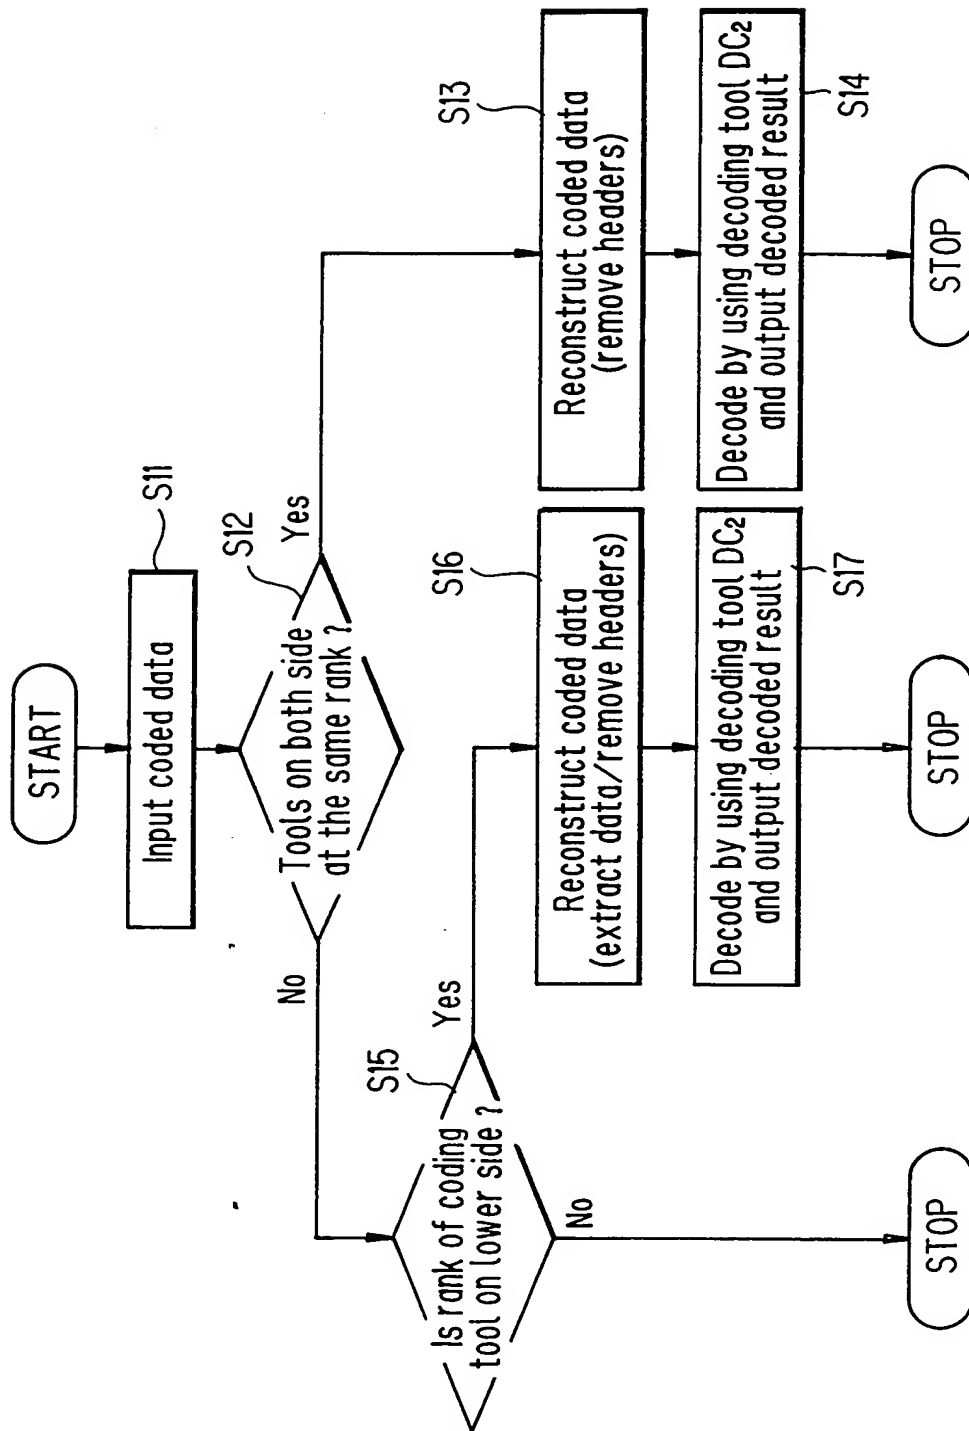 START
Input coded data
S11
Tools on both side
at the same rank ?
S12
Yes
No
Is rank of coding
tool on lower side ?
S15
Yes
No
Reconstruct coded data
(extract data/remove headers)
S16
Decode by using decoding tool DC2
and output decoded result
S17
Reconstruct coded data
(remove headers)
S13
Decode by using decoding tool DC2
and output decoded result
S14
STOP
STOP
STOP